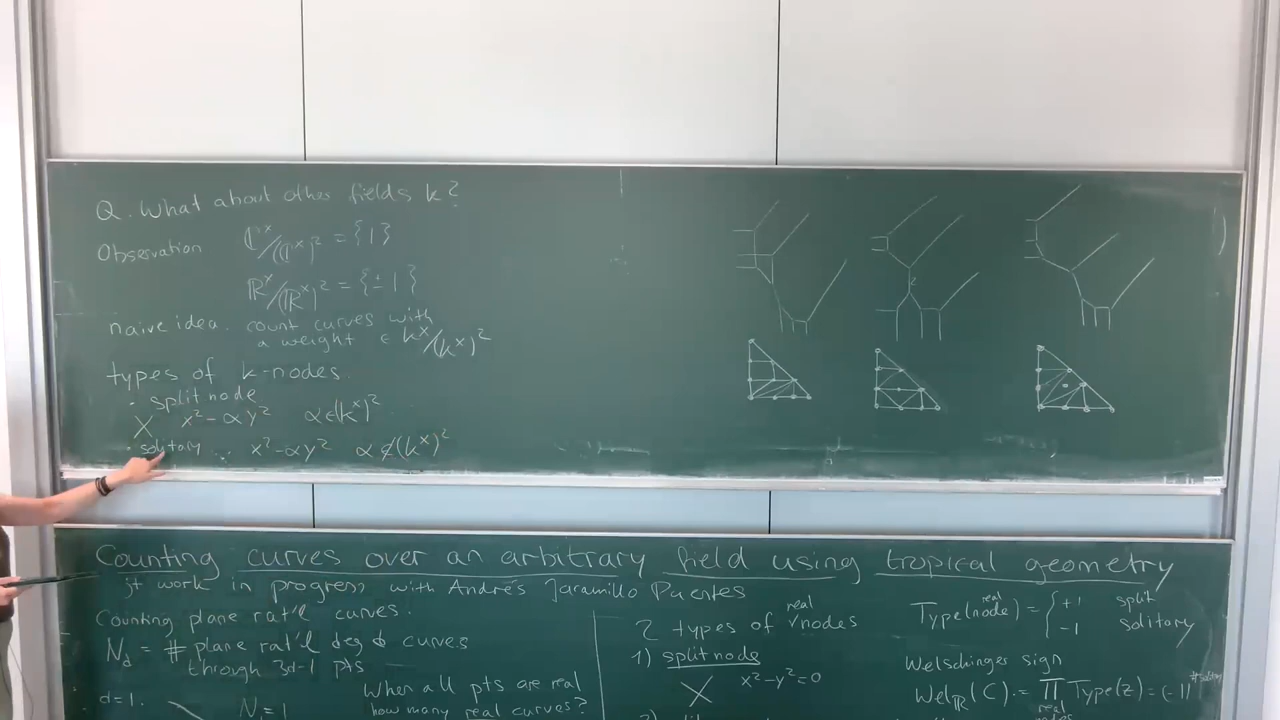 Q. What about other fields k?
Observation ℂ^×/(ℂ^×)² = {1}
ℝ^×/(ℝ^×)² = {±1}
naive idea. count curves with
a weight ∈ k^×/(k^×)²
types of k-nodes.
· split node
x² - αy² α∈(k^×)²
· solitary x² - αy² α∉(k^×)²
2
Counting curves over an arbitrary field using tropical geometry
jt work in progress with Andrés Jaramillo Puentes
Counting plane rat'l curves:
N_d = # plane rat'l deg d curves
through 3d-1 pts
d=1.
N_1=1
When all pts are real
how many real curves?
2 types of real nodes
1) split node
x²-y²=0
Type(real node) = { +1 split
-1 solitary
Welschinger sign
Wel_ℝ(C) := ∏ Type(z) = (-1)
real